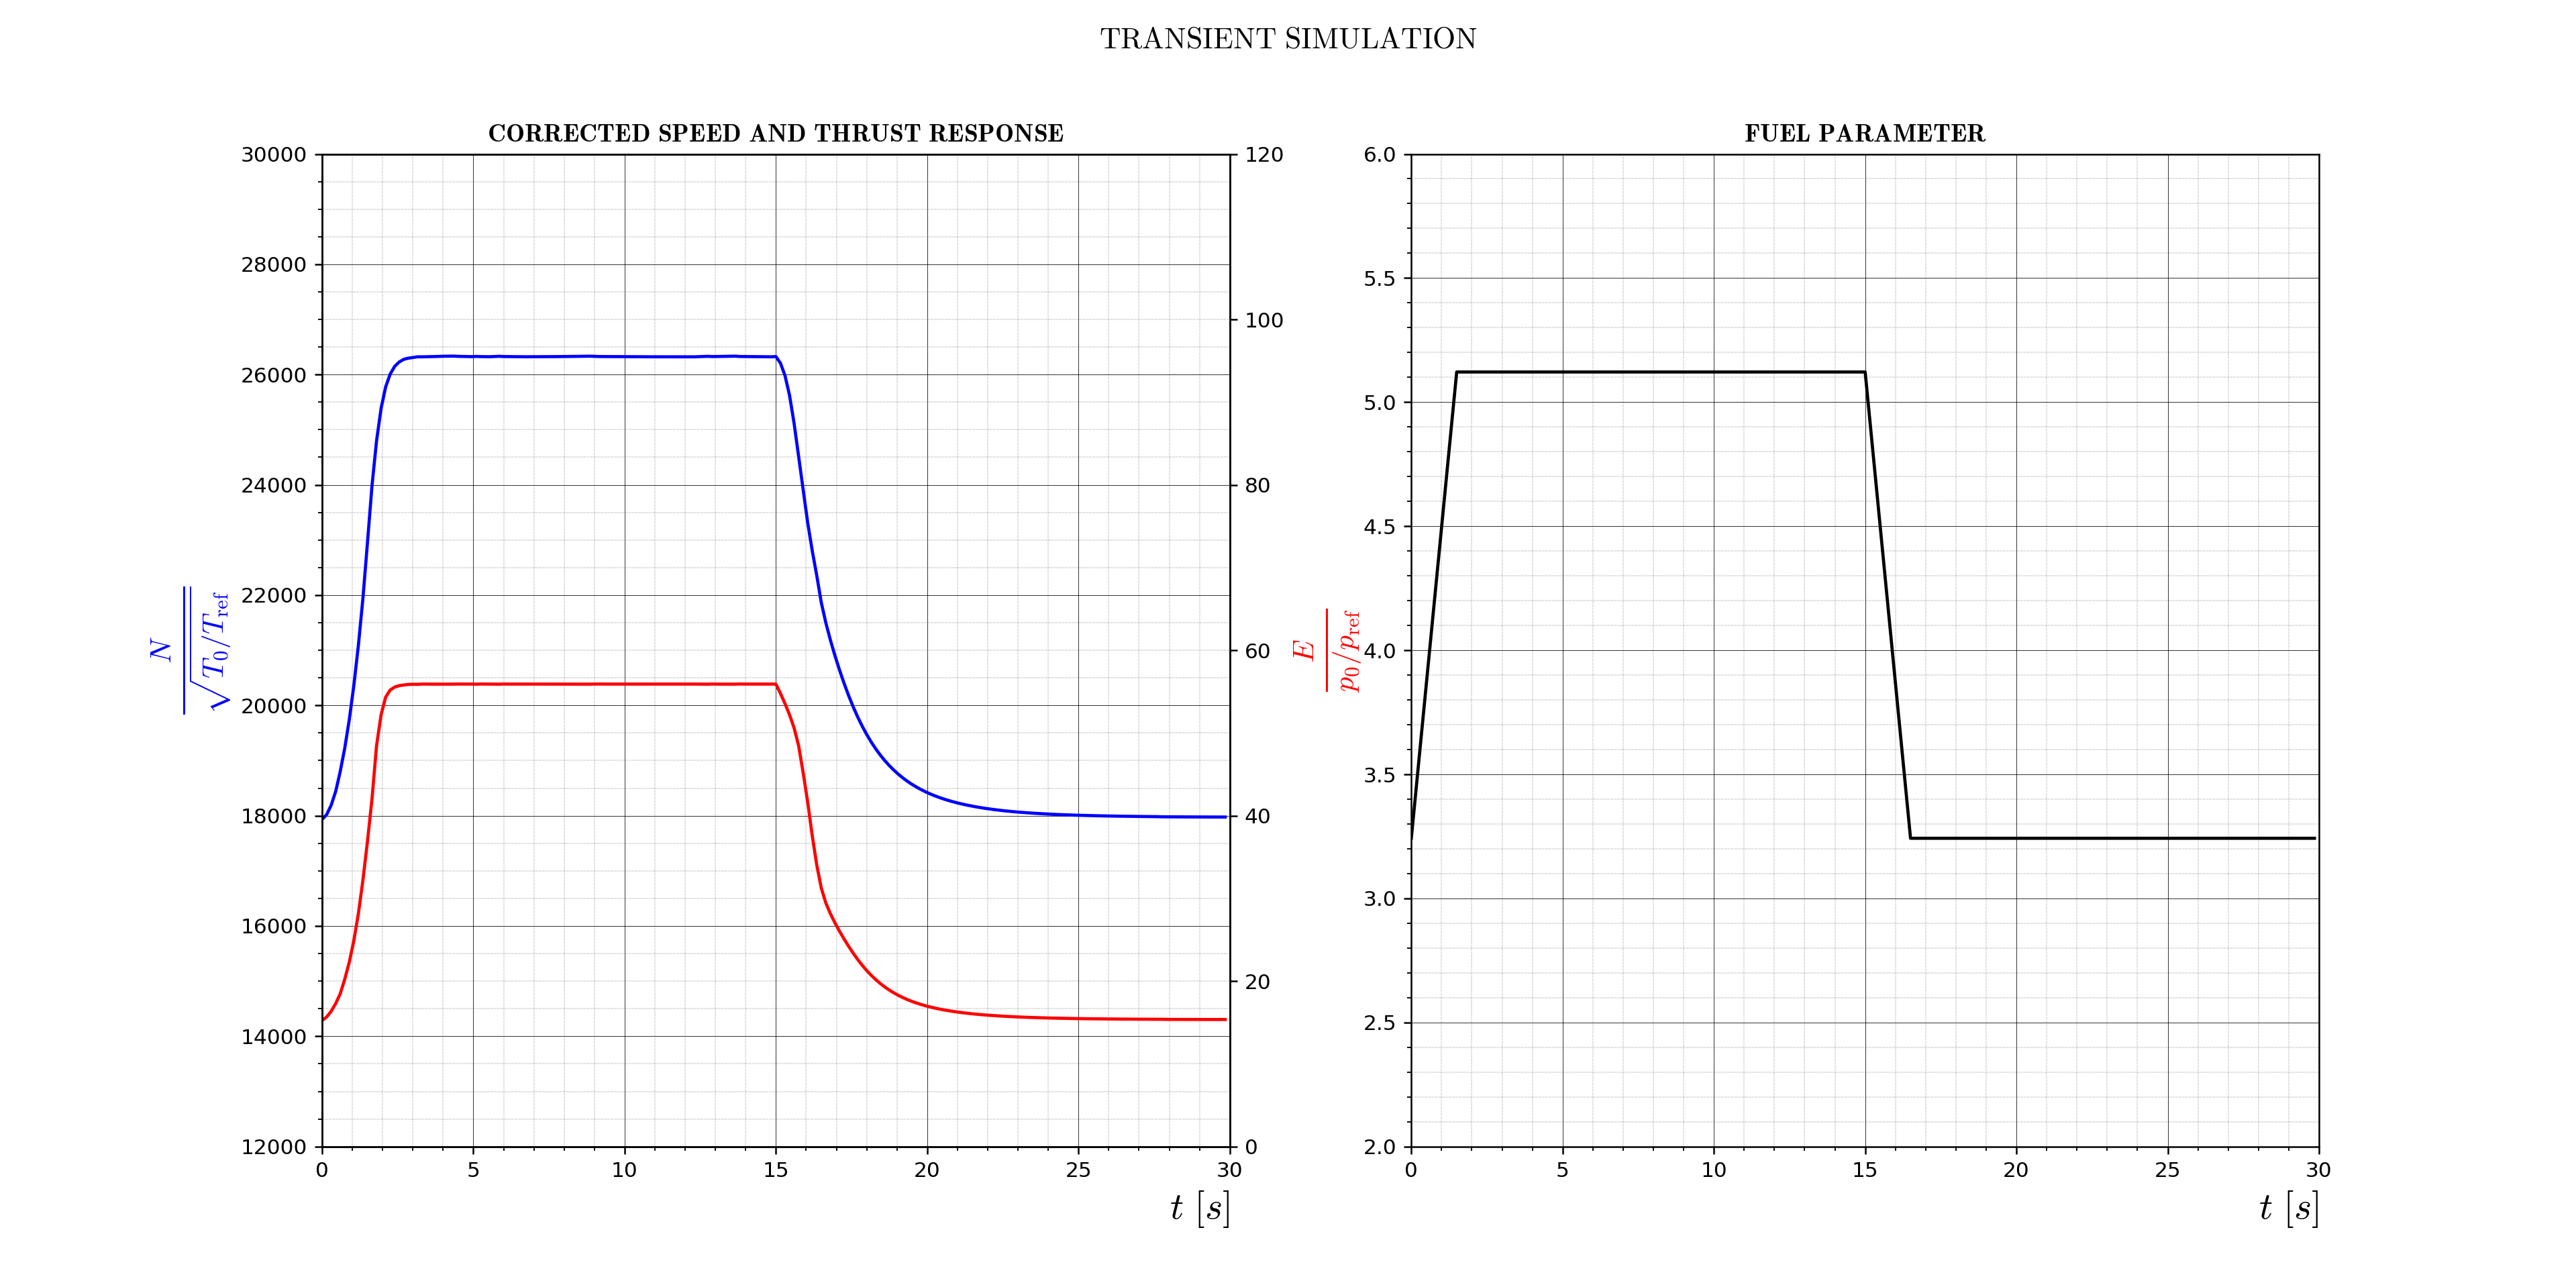 TRANSIENT SIMULATION
CORRECTED SPEED AND THRUST RESPONSE
30000
28000
26000
24000
22000
20000
18000
16000
14000
12000
N
√T0/Tref
0 5 10 15 20 25 30
t [s]
120
100
80
60
40
20
0
E
p0/pref
FUEL PARAMETER
6.0
5.5
5.0
4.5
4.0
3.5
3.0
2.5
2.0
0 5 10 15 20 25 30
t [s]